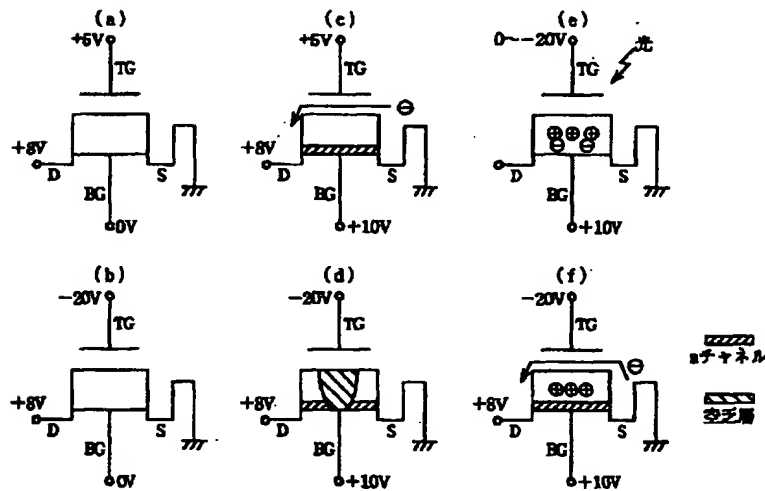 (a)
+5V
TG
+8V
D
S
BG
0V
(c)
+5V
TG
⊖
+8V
D
S
BG
+10V
(e)
0~-20V
光
TG
⊕⊕⊕
⊖⊖
D
S
BG
+10V
(b)
-20V
TG
+8V
D
S
BG
0V
(d)
-20V
TG
+8V
D
S
BG
+10V
(f)
-20V
TG
⊖
⊕⊕⊕
+8V
D
S
BG
+10V
nチャネル
空乏層